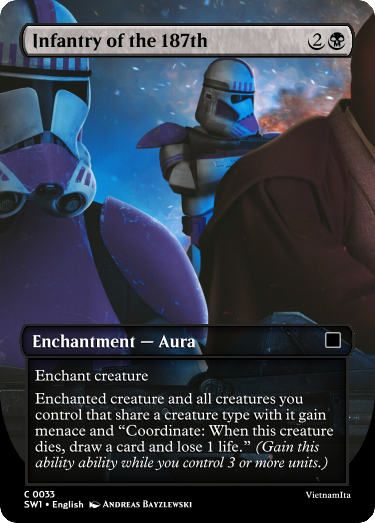 Infantry of the 187th 2
Enchantment — Aura
Enchant creature
Enchanted creature and all creatures you
control that share a creature type with it gain
menace and “Coordinate: When this creature
dies, draw a card and lose 1 life.” (Gain this
ability ability while you control 3 or more units.)
C 0033
SW1 • English ANDREAS BAYZLEWSKI
VietnamIta